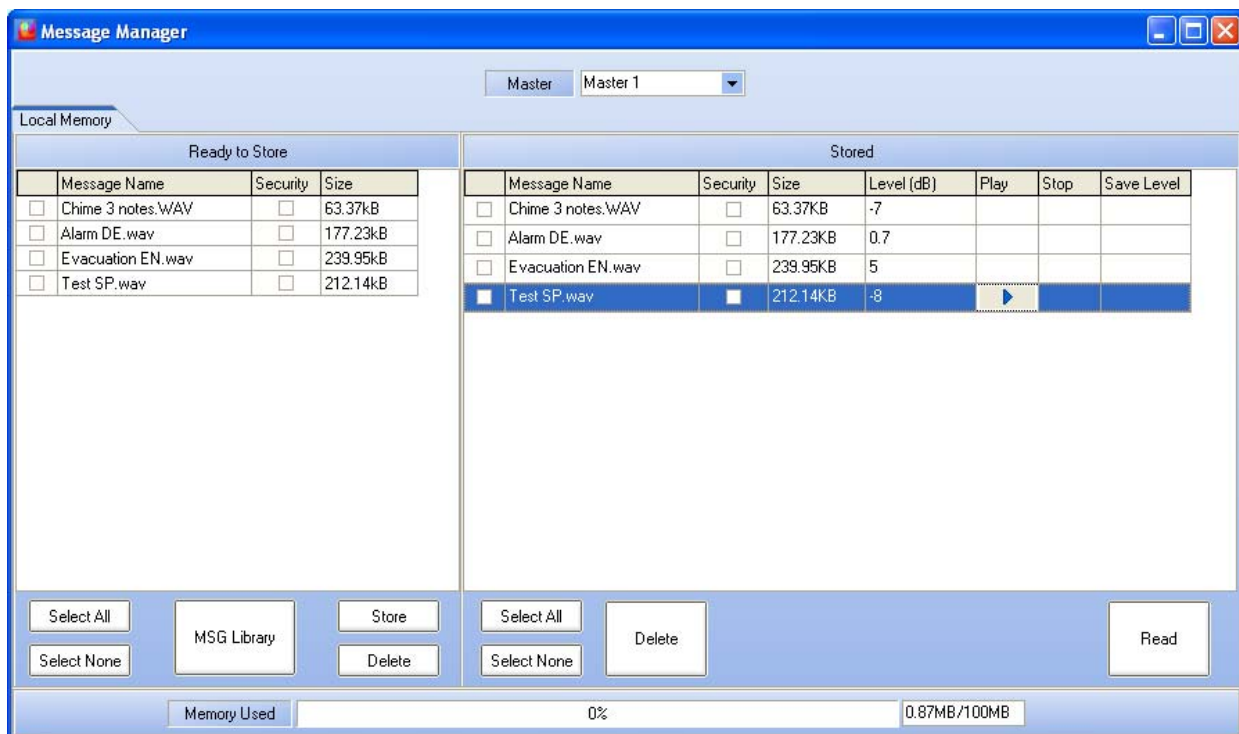 Message Manager
Master Master 1
Local Memory
Ready to Store
Message Name Security Size
Chime 3 notes.WAV 63.37kB
Alarm DE.wav 177.23kB
Evacuation EN.wav 239.95kB
Test SP.wav 212.14kB
Select All
Select None
MSG Library
Store
Delete
Stored
Message Name Security Size Level (dB) Play Stop Save Level
Chime 3 notes.WAV 63.37KB -7
Alarm DE.wav 177.23KB 0.7
Evacuation EN.wav 239.95KB 5
Test SP.wav 212.14KB -8
Select All
Select None
Delete
Read
Memory Used 0% 0.87MB/100MB